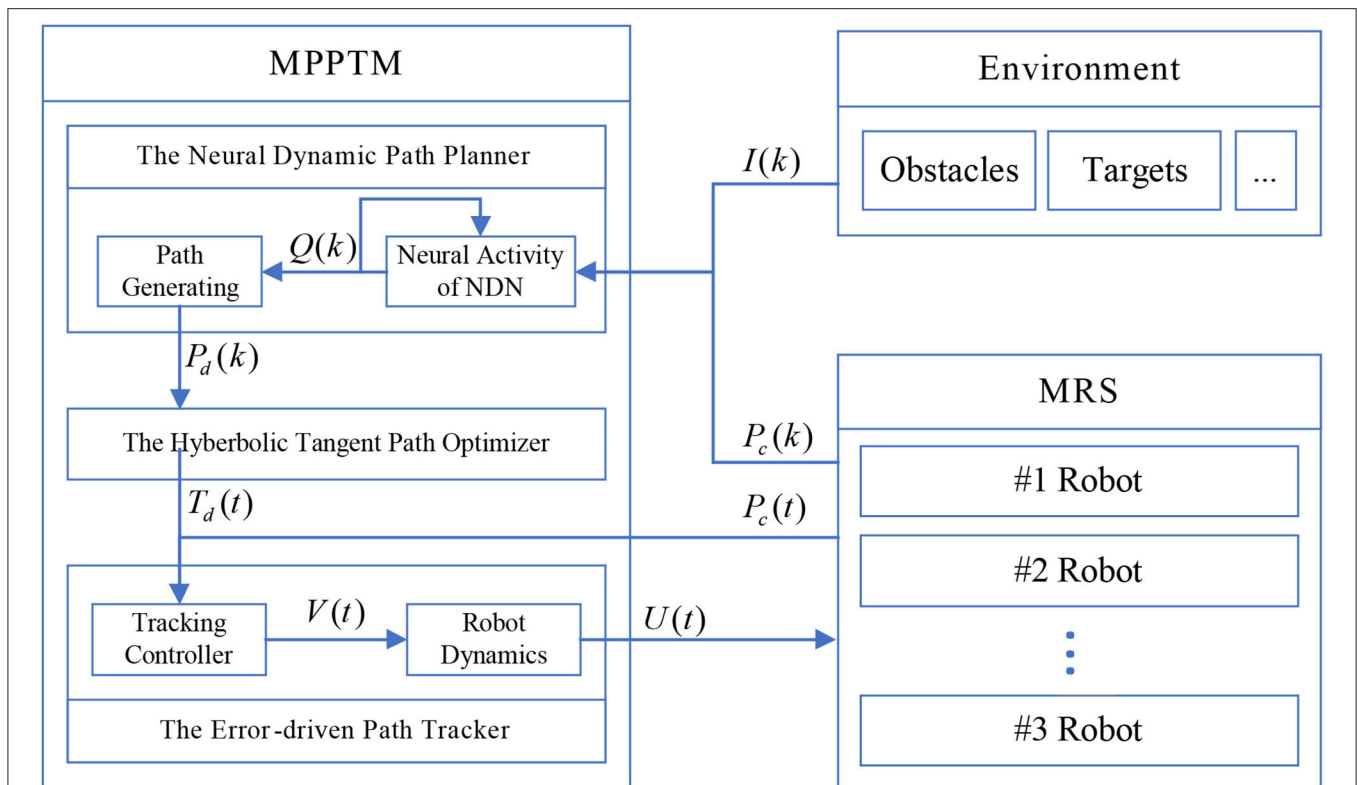 MPPTM
The Neural Dynamic Path Planner
Path
Generating
Q(k)
Neural Activity
of NDN
P_d(k)
The Hyberbolic Tangent Path Optimizer
T_d(t)
Tracking
Controller
V(t)
Robot
Dynamics
The Error-driven Path Tracker
I(k)
P_c(k)
P_c(t)
U(t)
Environment
Obstacles
Targets
...
MRS
#1 Robot
#2 Robot
#3 Robot